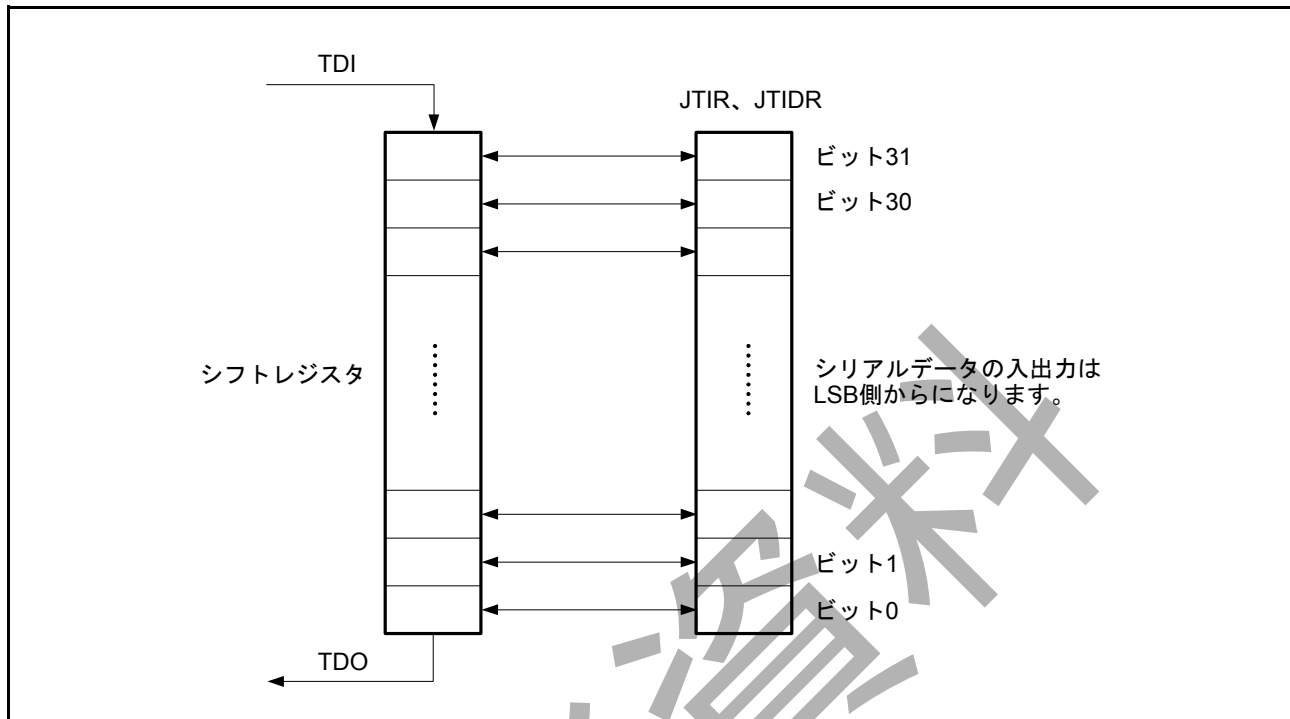 TDI
JTIR、JTIDR
ビット31
ビット30
シフトレジスタ
シリアルデータの入出力は
LSB側からになります。
ビット1
ビット0
TDO
資料